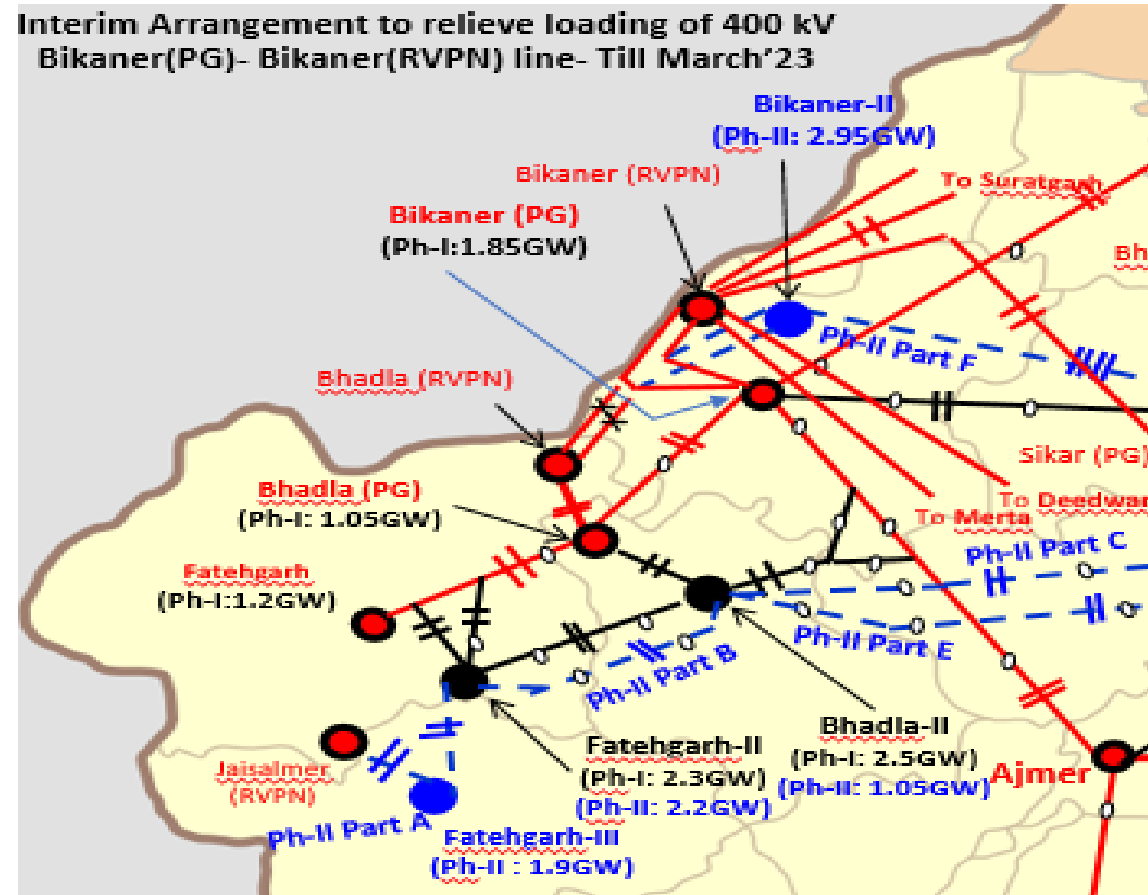 Interim Arrangement to relieve loading of 400 kV
Bikaner(PG)- Bikaner(RVPN) line- Till March'23
Bikaner-II
(Ph-II: 2.95GW)
Bikaner (RVPN)
To Suratgarh
Bikaner (PG)
(Ph-I:1.85GW)
Bh
Ph-II Part F
Bhadla (RVPN)
Sikar (PG)
Bhadla (PG)
(Ph-I: 1.05GW)
To Deedwar
To Merta
Ph-II Part C
Fatehgarh
(Ph-I:1.2GW)
Ph-II Part E
Ph-II Part B
Bhadla-II
(Ph-I: 2.5GW)
(Ph-II: 1.05GW)
Fatehgarh-II
(Ph-I: 2.3GW)
(Ph-II: 2.2GW)
Ajmer
Jaisalmer
(RVPN)
Ph-II Part A
Fatehgarh-III
(Ph-II : 1.9GW)